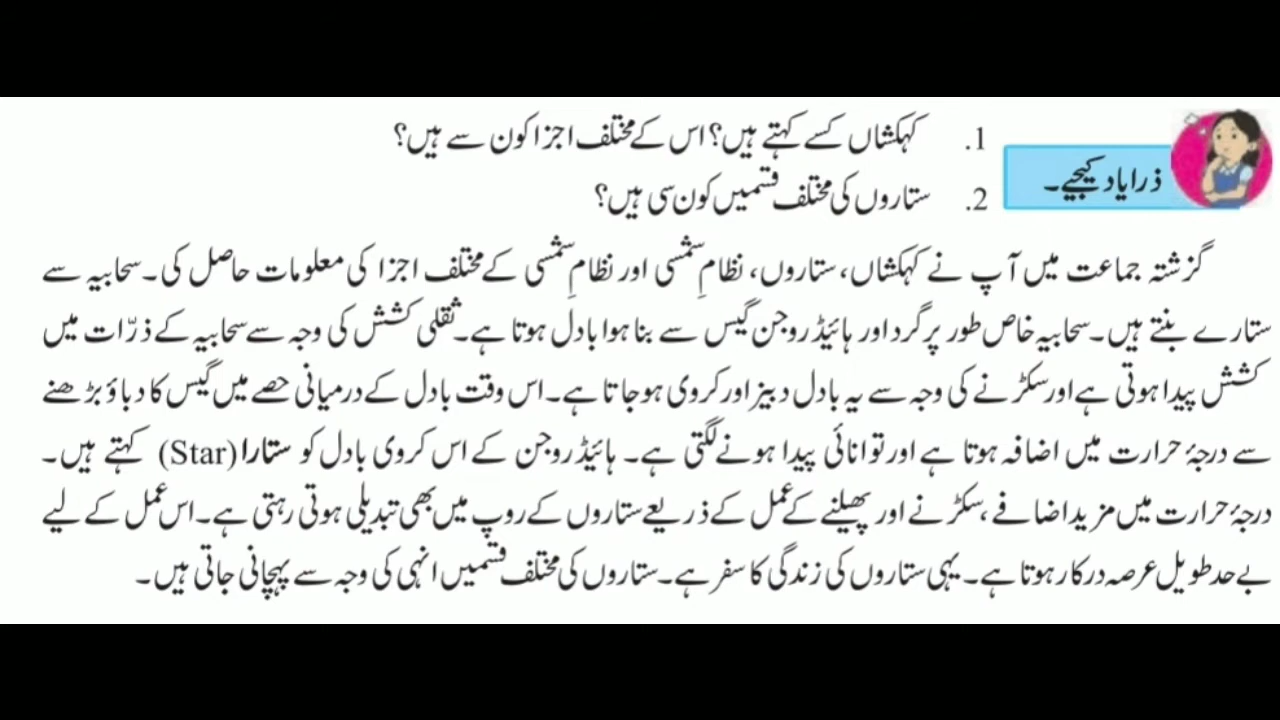 ذرا یاد کیجیے۔
1. کہکشاں کسے کہتے ہیں؟ اس کے مختلف اجزا کون سے ہیں؟
2. ستاروں کی مختلف قسمیں کون سی ہیں؟
گزشتہ جماعت میں آپ نے کہکشاں، ستاروں، نظامِ شمسی اور نظامِ شمسی کے مختلف اجزا کی معلومات حاصل کی۔ سحابیہ سے
ستارے بنتے ہیں۔ سحابیہ خاص طور پر گرد اور ہائیڈروجن گیس سے بنا ہوا بادل ہوتا ہے۔ ثقلی کشش کی وجہ سے سحابیہ کے ذرّات میں
کشش پیدا ہوتی ہے اور سکڑنے کی وجہ سے یہ بادل دبیز اور کروی ہو جاتا ہے۔ اس وقت بادل کے درمیانی حصے میں گیس کا دباؤ بڑھنے
سے درجۂ حرارت میں اضافہ ہوتا ہے اور توانائی پیدا ہونے لگتی ہے۔ ہائیڈروجن کے اس کروی بادل کو ستارا (Star) کہتے ہیں۔
درجۂ حرارت میں مزید اضافے، سکڑنے اور پھیلنے کے عمل کے ذریعے ستاروں کے روپ میں بھی تبدیلی ہوتی رہتی ہے۔ اس عمل کے لیے
بے حد طویل عرصہ درکار ہوتا ہے۔ یہی ستاروں کی زندگی کا سفر ہے۔ ستاروں کی مختلف قسمیں انہی کی وجہ سے پہچانی جاتی ہیں۔